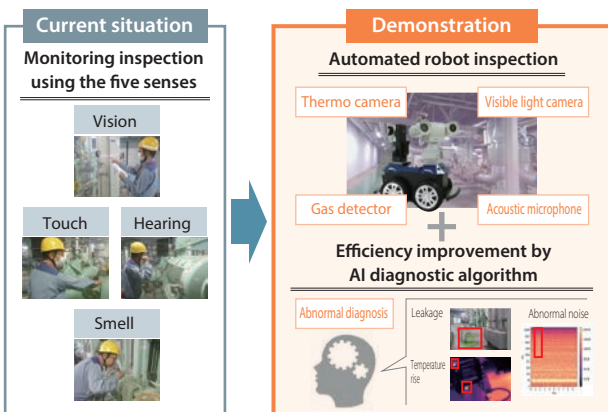 Current situation
Monitoring inspection
using the five senses
Vision
Touch
Hearing
Smell
Demonstration
Automated robot inspection
Thermo camera
Visible light camera
Gas detector
Acoustic microphone
+
Efficiency improvement by
AI diagnostic algorithm
Abnormal diagnosis
Leakage
Temperature
rise
Abnormal noise